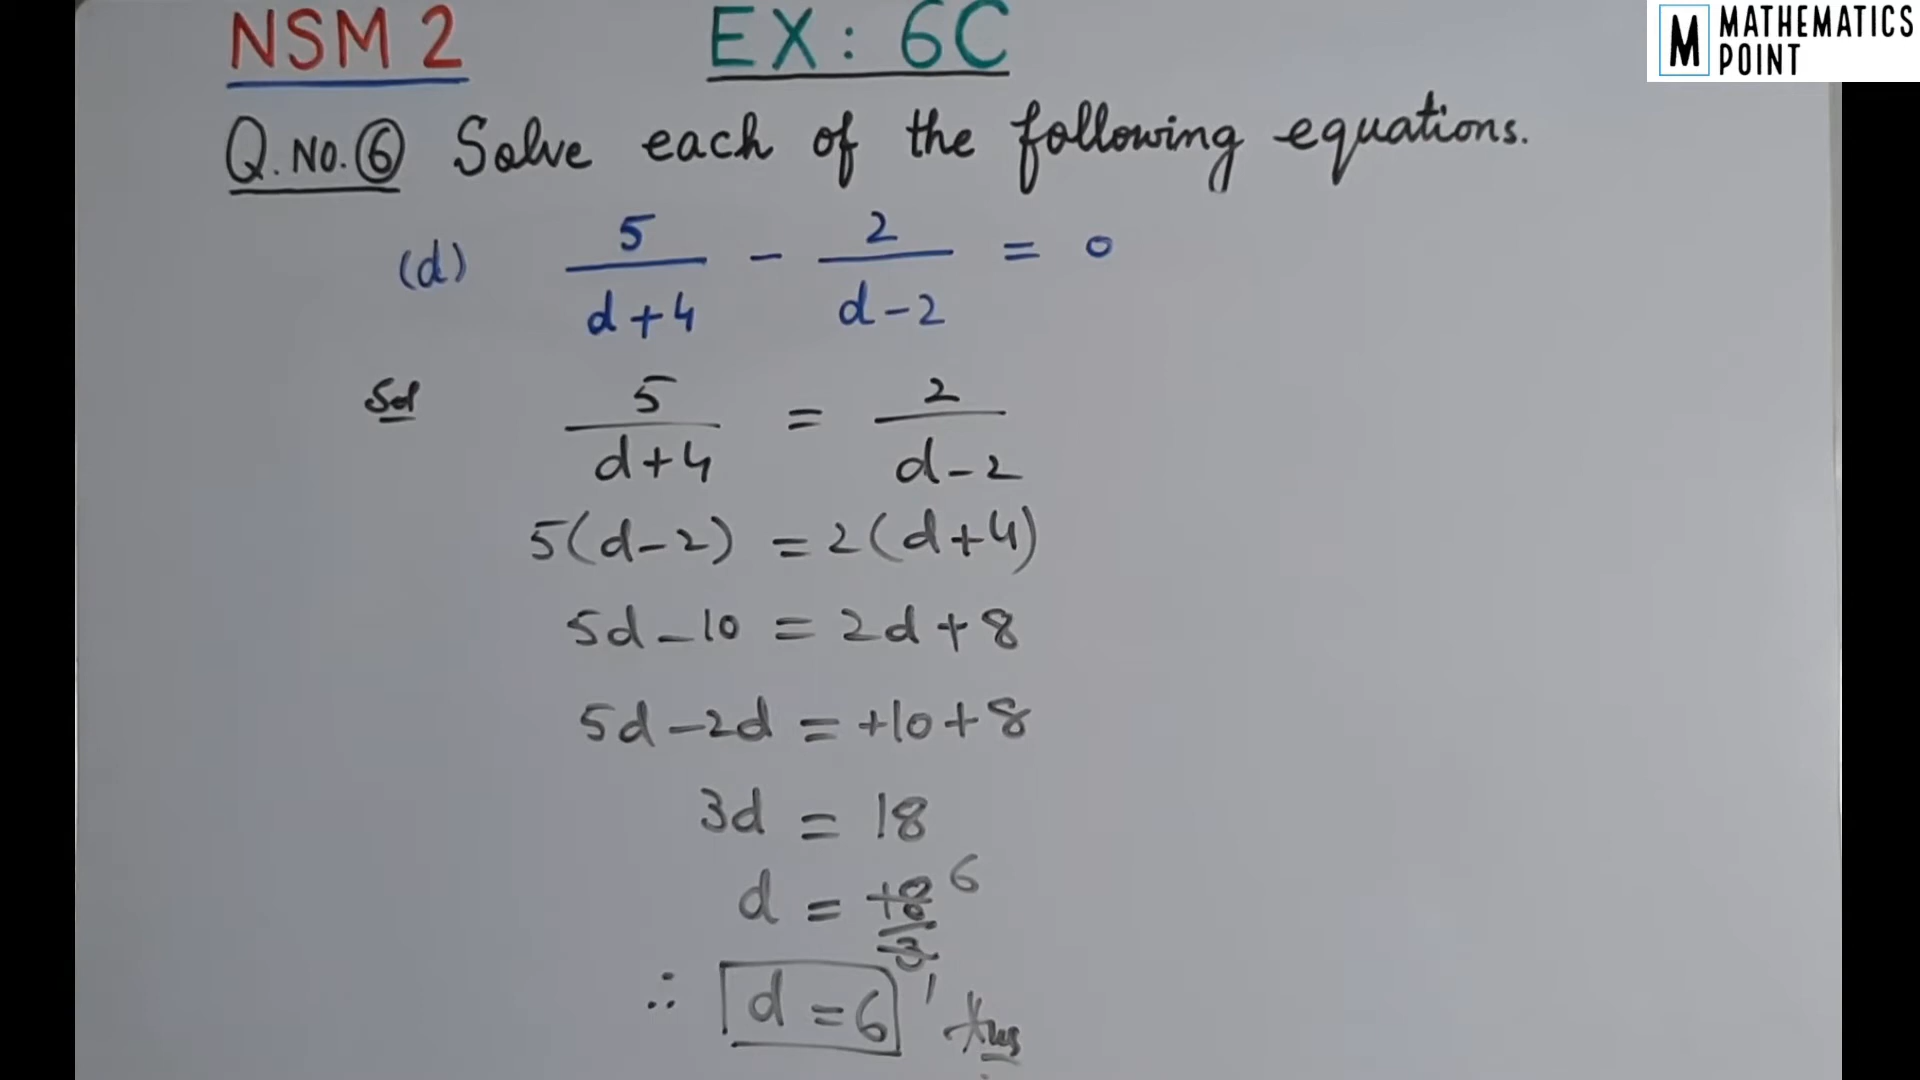 NSM 2 EX: 6C
M MATHEMATICS POINT
Q.NO.⑥ Solve each of the following equations.
(d) 5/(d+4) - 2/(d-2) = 0
Sol 5/(d+4) = 2/(d-2)
5(d-2) = 2(d+4)
5d-10 = 2d+8
5d-2d = +10+8
3d = 18
d = 18/3 6 1
∴ d=6 Ans